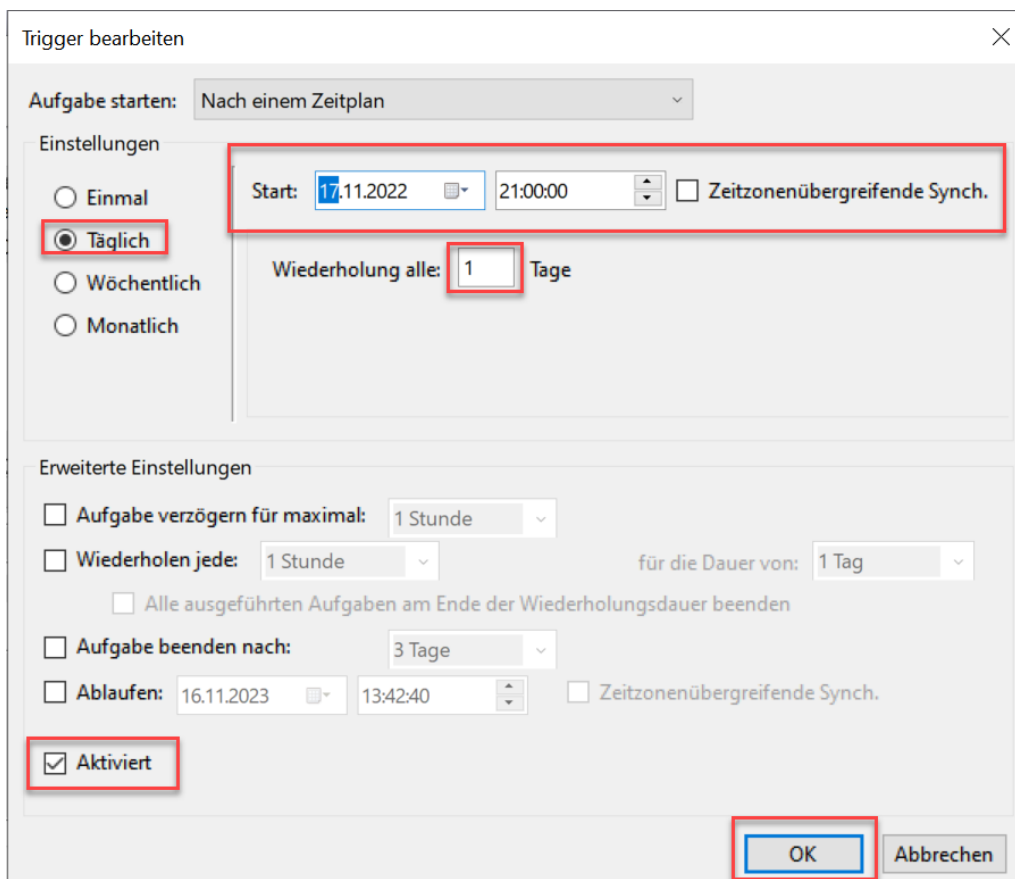 Trigger bearbeiten
Aufgabe starten: Nach einem Zeitplan
Einstellungen
Einmal
Täglich
Wöchentlich
Monatlich
Start: 17.11.2022 21:00:00 Zeitzonenübergreifende Synch.
Wiederholung alle: 1 Tage
Erweiterte Einstellungen
Aufgabe verzögern für maximal: 1 Stunde
Wiederholen jede: 1 Stunde für die Dauer von: 1 Tag
Alle ausgeführten Aufgaben am Ende der Wiederholungsdauer beenden
Aufgabe beenden nach: 3 Tage
Ablaufen: 16.11.2023 13:42:40 Zeitzonenübergreifende Synch.
Aktiviert
OK Abbrechen